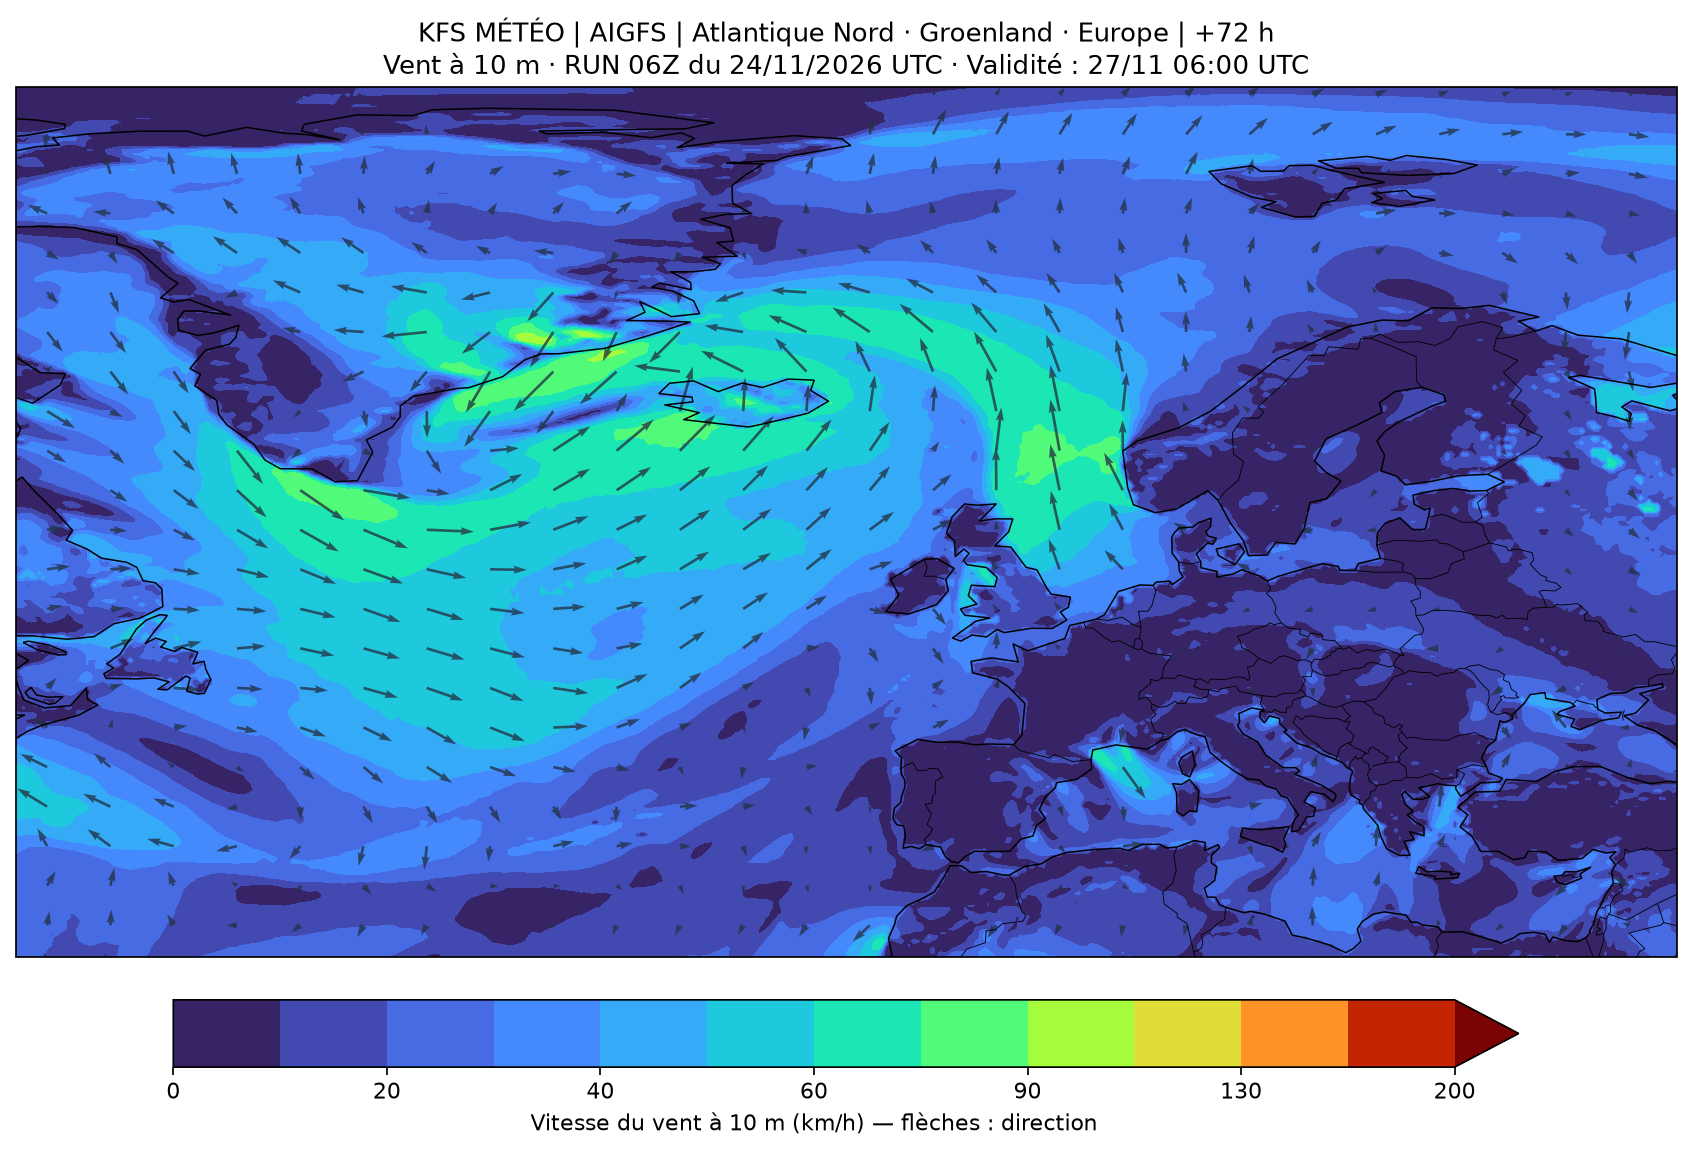 KFS MÉTÉO | AIGFS | Atlantique Nord · Groenland · Europe | +72 h
Vent à 10 m · RUN 06Z du 24/11/2026 UTC · Validité : 27/11 06:00 UTC
0 20 40 60 90 130 200
Vitesse du vent à 10 m (km/h) — flèches : direction